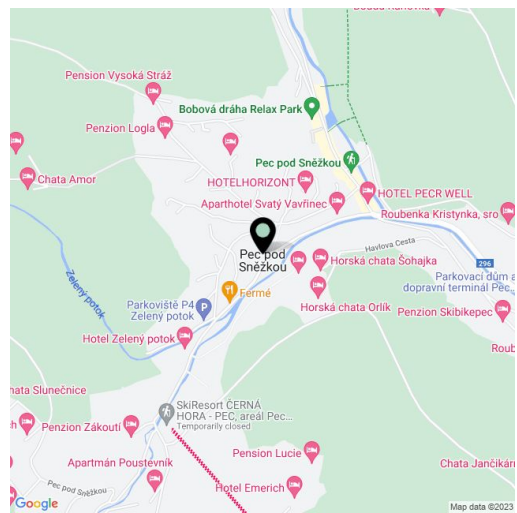 Pension Vysoká Stráž
Bobová dráha Relax Park
Penzion Logla
Pec pod Sněžkou
Chata Amor
HOTELHORIZONT
HOTEL PECR WELL
Aparthotel Svatý Vavřinec
Roubenka Kristynka, sro
Pec pod
Sněžkou
Havlova Cesta
296
Horská chata Šohajka
Zelený potok
Parkovací dům a
dopravní terminál Pec...
Fermé
Parkoviště P4
Zelený potok
Horská chata Orlík
Penzion Skibikepec
Hotel Zelený potok
Roub
hata Slunečnice
SkiResort ČERNÁ
HORA - PEC, areál Pec...
Temporarily closed
Penzion Zákoutí
Apartmán Poustevník
Pension Lucie
Chata Jančikár
Pec pod Sněžkou
Hotel Emerich
Google
Map data ©2023